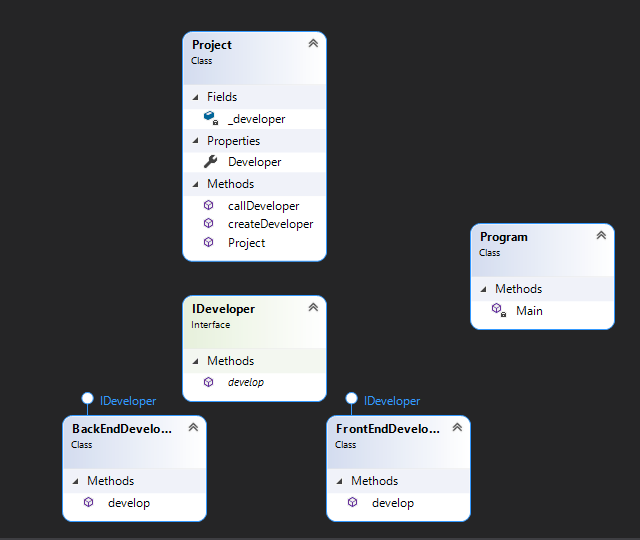 Project
Class
Fields
_developer
Properties
Developer
Methods
callDeveloper
createDeveloper
Project
Program
Class
Methods
Main
IDeveloper
Interface
Methods
develop
IDeveloper
BackEndDevelo...
Class
Methods
develop
IDeveloper
FrontEndDevelo...
Class
Methods
develop